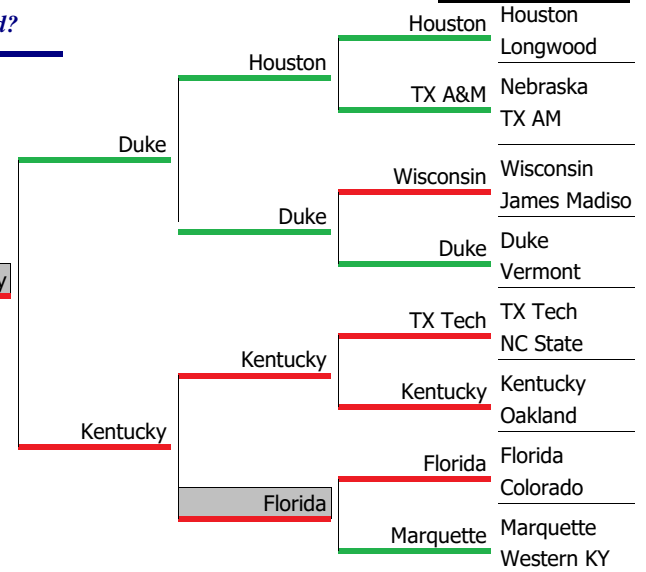 d?
Houston
Longwood
Nebraska
TX AM
Wisconsin
James Madiso
Duke
Vermont
TX Tech
NC State
Kentucky
Oakland
Florida
Colorado
Marquette
Western KY
Houston
TX A&M
Wisconsin
Duke
TX Tech
Kentucky
Florida
Marquette
Houston
Duke
Kentucky
Florida
Duke
Kentucky
y